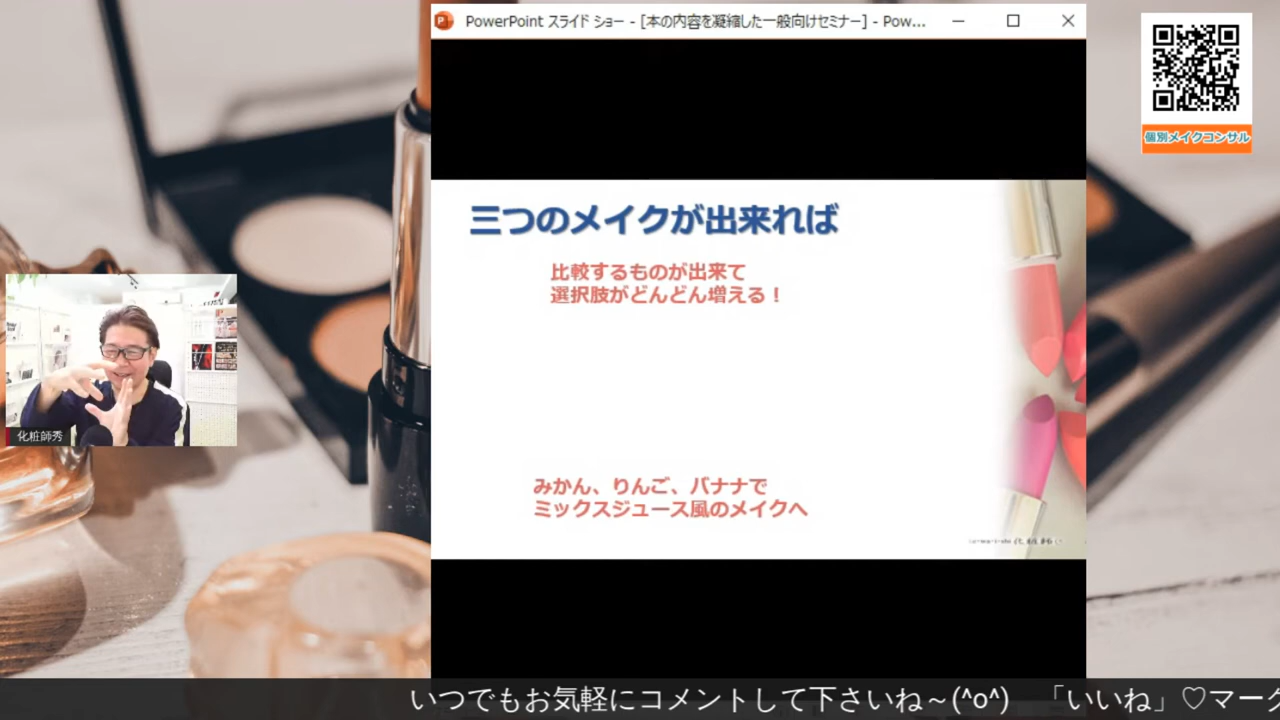 PowerPoint スライド ショー - [本の内容を凝縮した一般向けセミナー] - Pow...
個別メイクコンサル
三つのメイクが出来れば
比較するものが出来て
選択肢がどんどん増える！
化粧師秀
みかん、りんご、バナナで
ミックスジュース風のメイクへ
いつでもお気軽にコメントして下さいね～(^o^) 「いいね」♡マーク